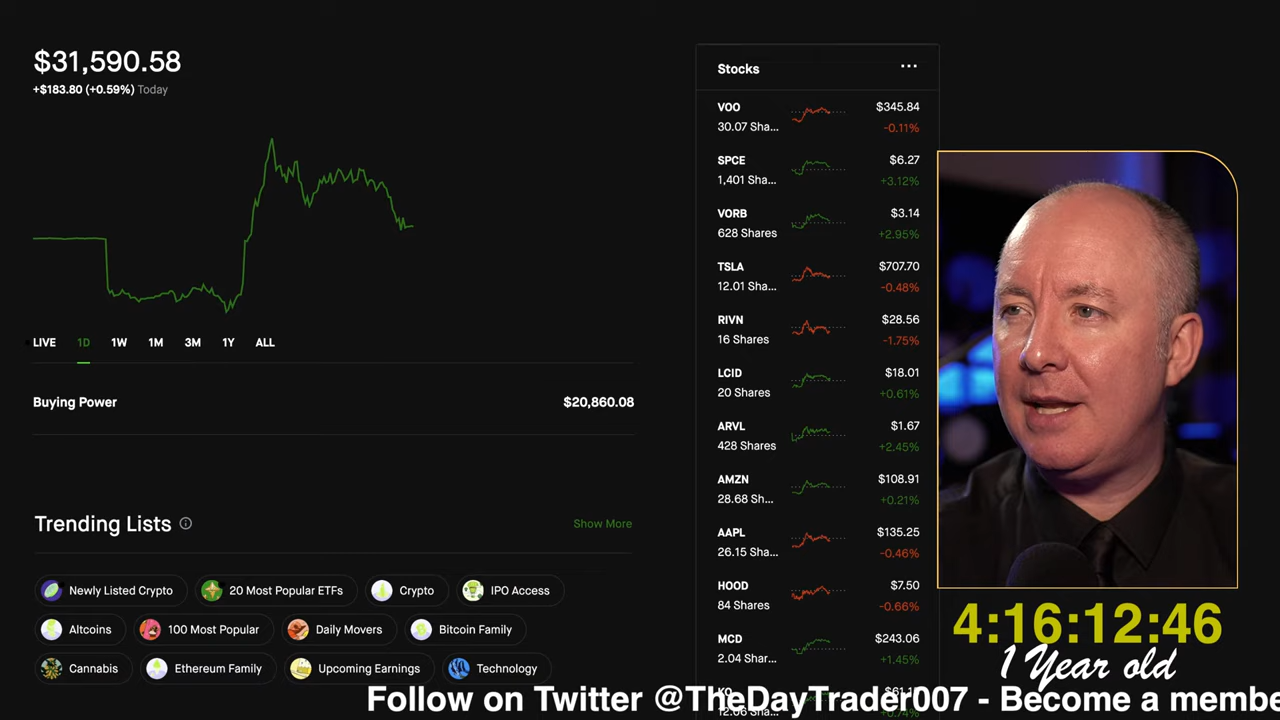 $31,590.58
+$183.80 (+0.59%) Today
LIVE 1D 1W 1M 3M 1Y ALL
Buying Power $20,860.08
Trending Lists
Show More
Newly Listed Crypto
20 Most Popular ETFs
Crypto
IPO Access
Altcoins
100 Most Popular
Daily Movers
Bitcoin Family
Cannabis
Ethereum Family
Upcoming Earnings
Technology
Stocks ...
VOO $345.84
30.07 Sha... -0.11%
SPCE $6.27
1,401 Sha... +3.12%
VORB $3.14
628 Shares +2.95%
TSLA $707.70
12.01 Sha... -0.48%
RIVN $28.56
16 Shares -1.75%
LCID $18.01
20 Shares +0.61%
ARVL $1.67
428 Shares +2.45%
AMZN $108.91
28.68 Sh... +0.21%
AAPL $135.25
26.15 Sha... -0.46%
HOOD $7.50
84 Shares -0.66%
MCD $243.06
2.04 Shar... +1.45%
4:16:12:46
1 Year old
Follow on Twitter @TheDayTrader007 - Become a membe